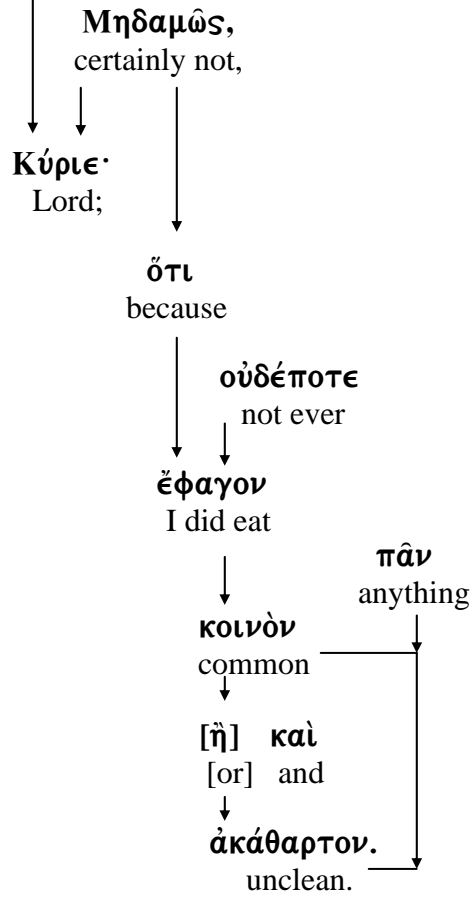 Μηδαμῶς,
certainly not,
Κύριε·
Lord;
ὅτι
because
οὐδέποτε
not ever
ἔφαγον
I did eat
πᾶν
anything
κοινὸν
common
[ἢ] καὶ
[or] and
ἀκάθαρτον.
unclean.